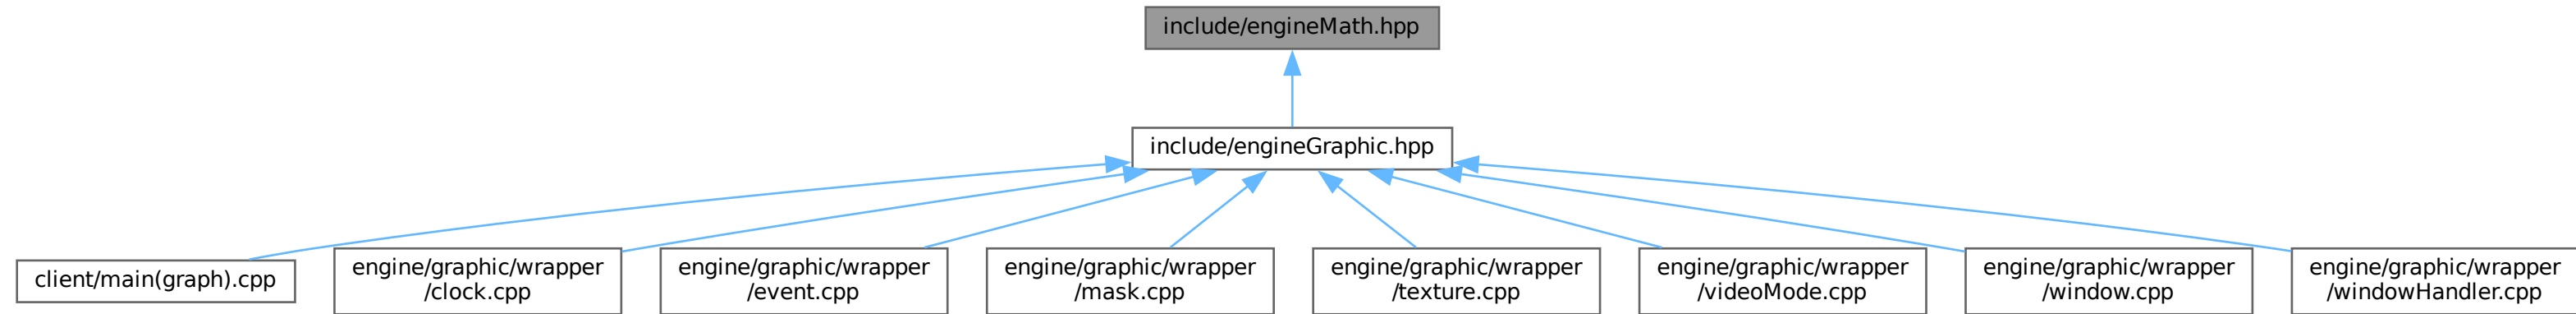 include/engineMath.hpp
include/engineGraphic.hpp
client/main(graph).cpp
engine/graphic/wrapper
/clock.cpp
engine/graphic/wrapper
/event.cpp
engine/graphic/wrapper
/mask.cpp
engine/graphic/wrapper
/texture.cpp
engine/graphic/wrapper
/videoMode.cpp
engine/graphic/wrapper
/window.cpp
engine/graphic/wrapper
/windowHandler.cpp